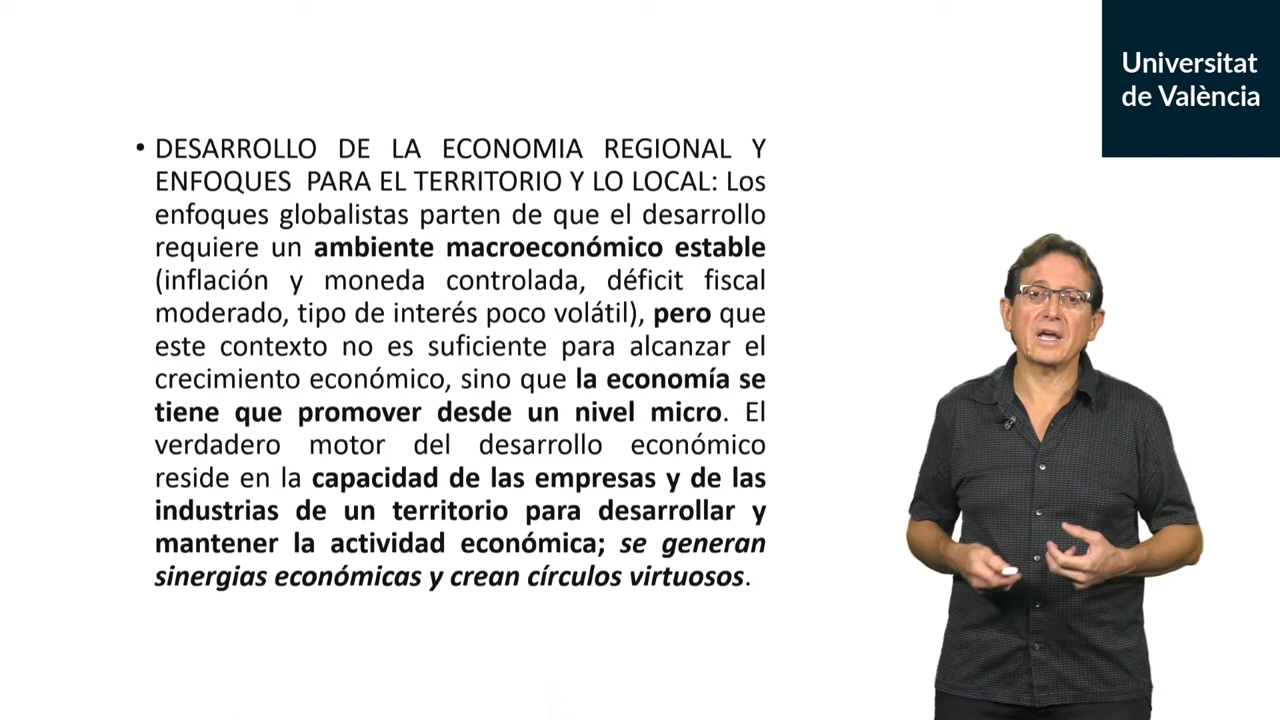 Universitat
de València
• DESARROLLO DE LA ECONOMIA REGIONAL Y
ENFOQUES PARA EL TERRITORIO Y LO LOCAL: Los
enfoques globalistas parten de que el desarrollo
requiere un ambiente macroeconómico estable
(inflación y moneda controlada, déficit fiscal
moderado, tipo de interés poco volátil), pero que
este contexto no es suficiente para alcanzar el
crecimiento económico, sino que la economía se
tiene que promover desde un nivel micro. El
verdadero motor del desarrollo económico
reside en la capacidad de las empresas y de las
industrias de un territorio para desarrollar y
mantener la actividad económica; se generan
sinergias económicas y crean círculos virtuosos.